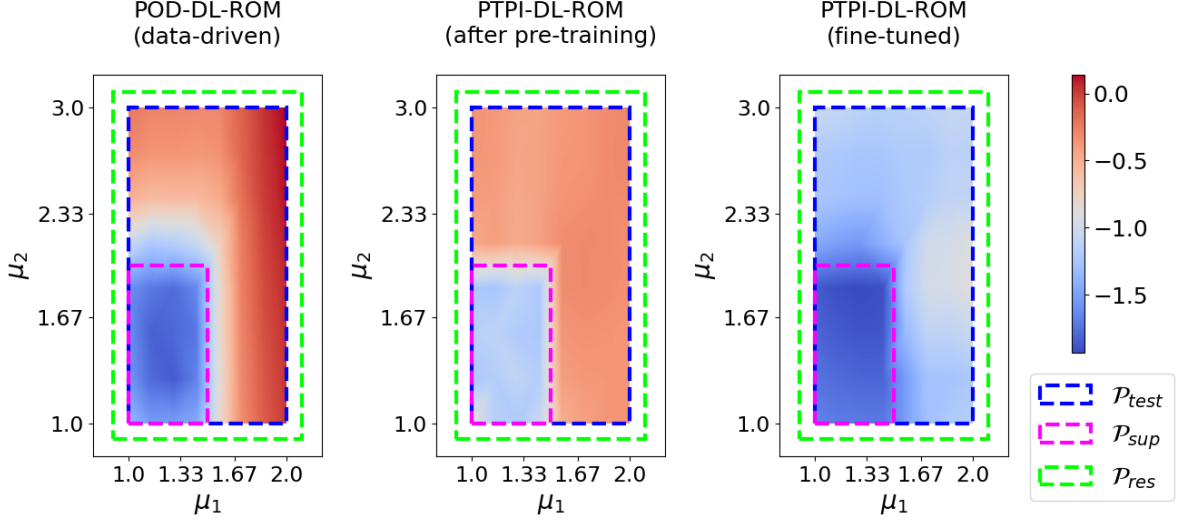 POD-DL-ROM
(data-driven)
PTPI-DL-ROM
(after pre-training)
PTPI-DL-ROM
(fine-tuned)
3.0
2.33
1.67
1.0
μ2
1.0 1.33 1.67 2.0
μ1
3.0
2.33
1.67
1.0
μ2
1.0 1.33 1.67 2.0
μ1
3.0
2.33
1.67
1.0
μ2
1.0 1.33 1.67 2.0
μ1
0.0
−0.5
−1.0
−1.5
𝒫test
𝒫sup
𝒫res